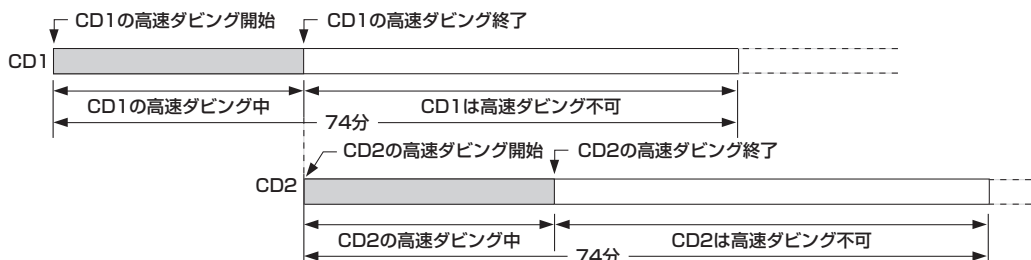 CD1の高速ダビング開始
CD1の高速ダビング終了
CD1
CD1の高速ダビング中
CD1は高速ダビング不可
74分
CD2の高速ダビング開始
CD2の高速ダビング終了
CD2
CD2の高速ダビング中
CD2は高速ダビング不可
74分